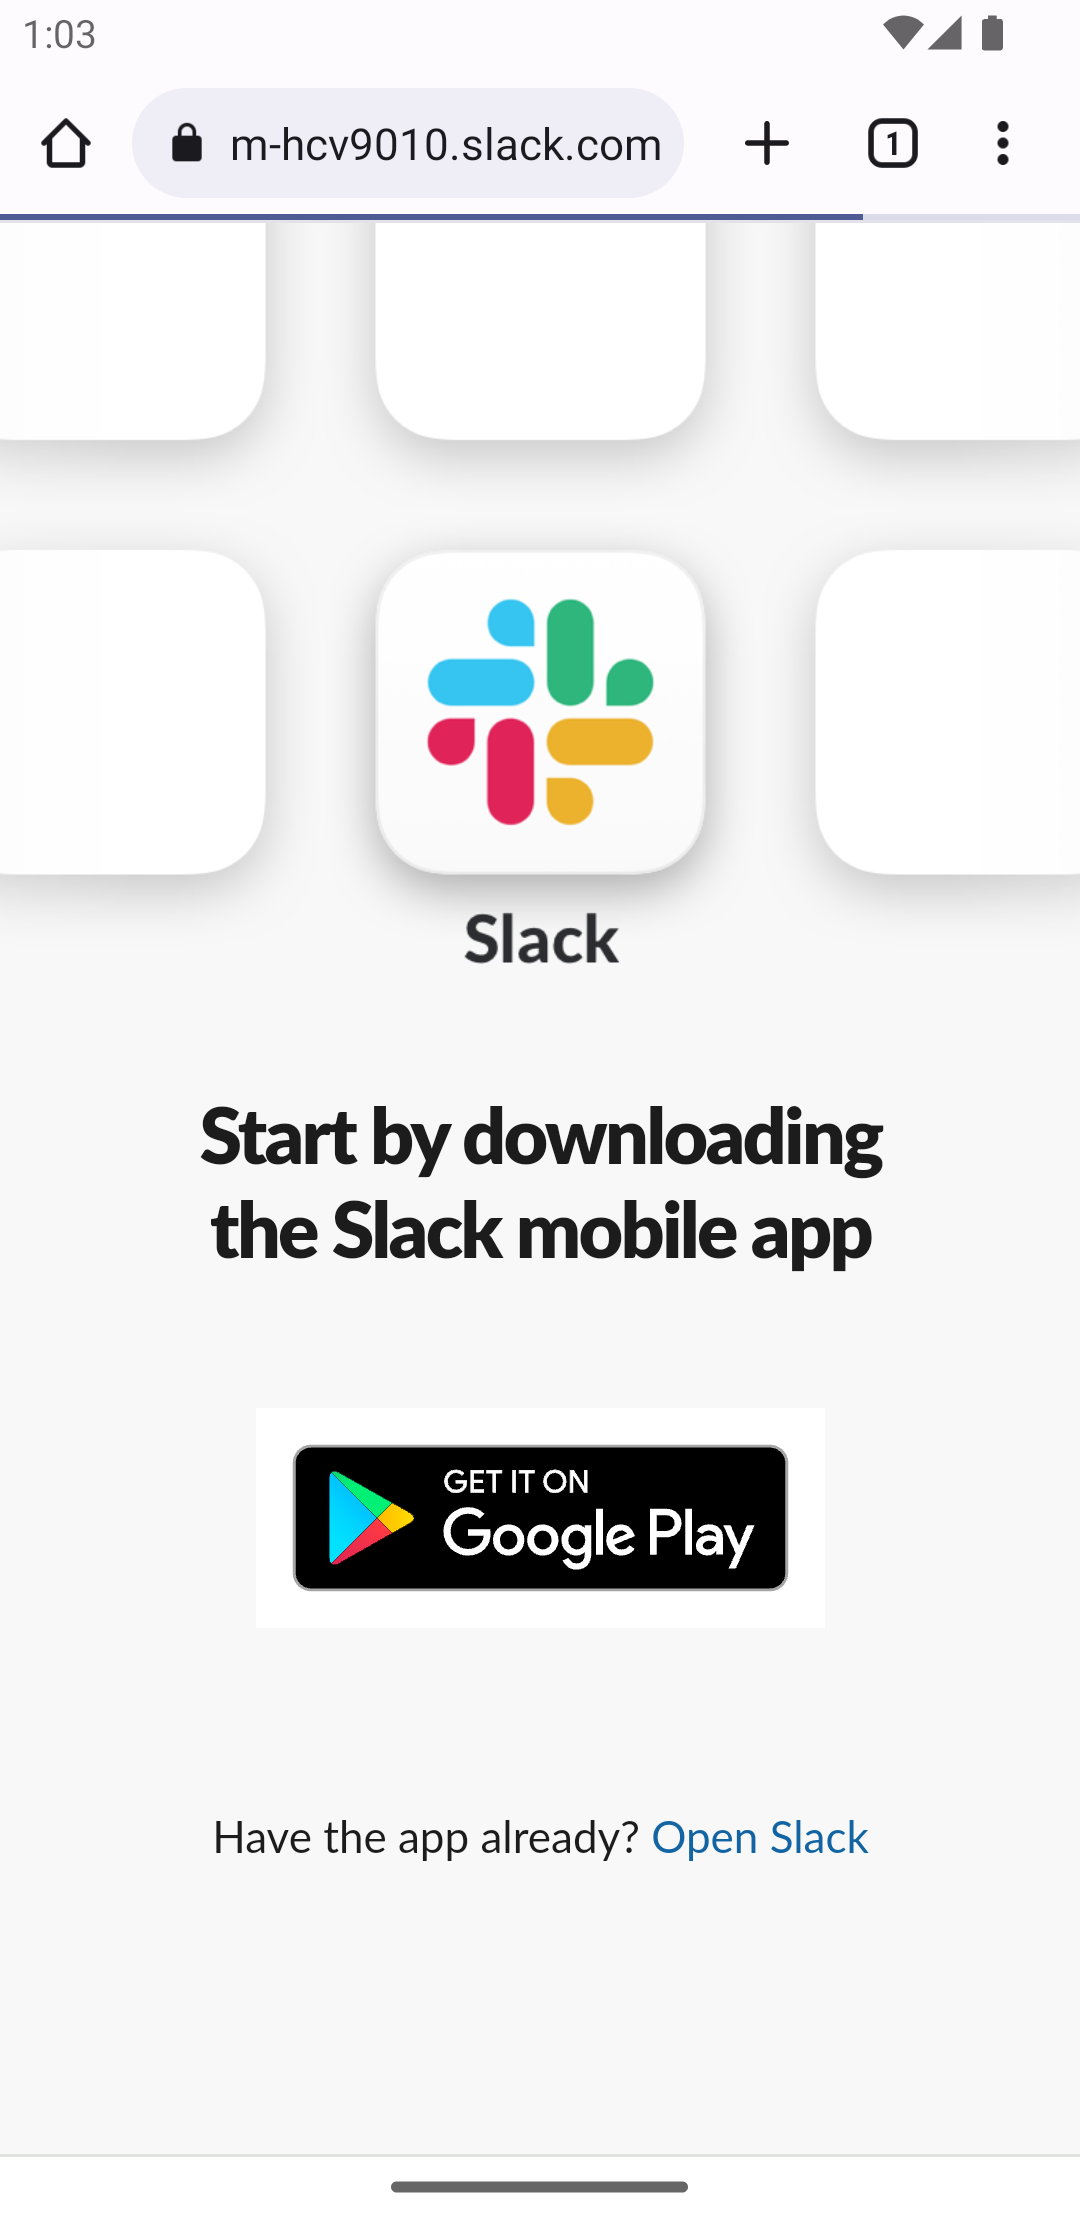 1:03
m-hcv9010.slack.com
1
Slack
Start by downloading
the Slack mobile app
GET IT ON
Google Play
Have the app already? Open Slack